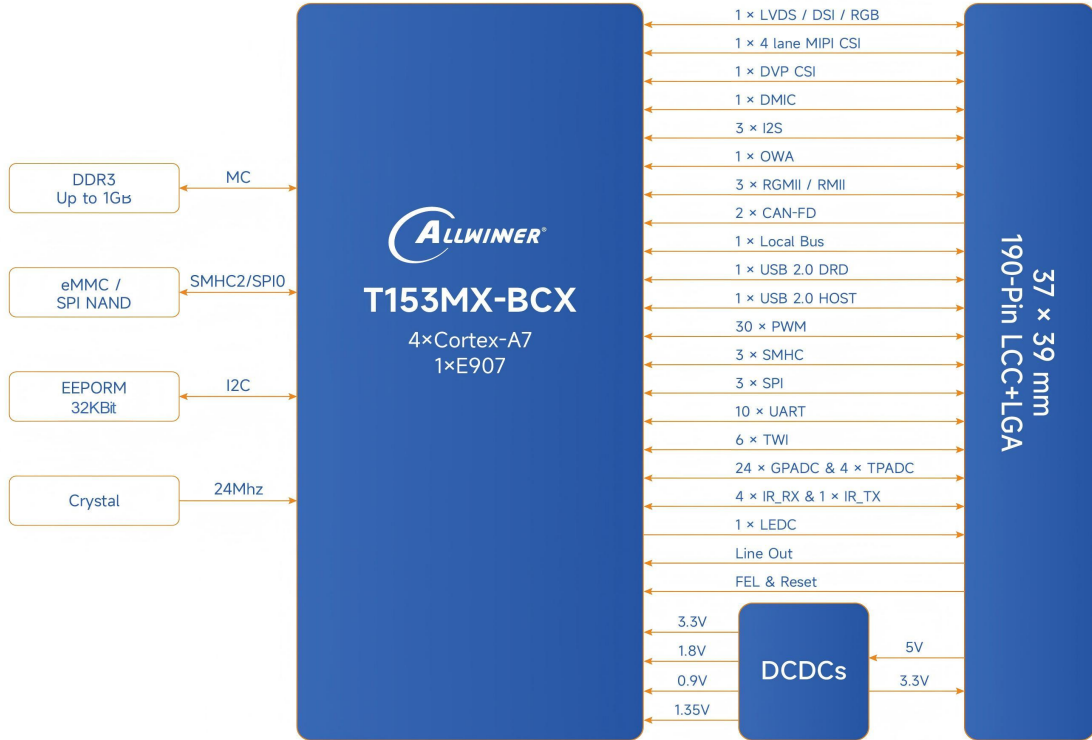 DDR3
Up to 1GB
MC
eMMC /
SPI NAND
SMHC2/SPI0
EEPORM
32KBit
I2C
Crystal
24Mhz
ALLWINNER®
T153MX-BCX
4×Cortex-A7
1×E907
1 × LVDS / DSI / RGB
1 × 4 lane MIPI CSI
1 × DVP CSI
1 × DMIC
3 × I2S
1 × OWA
3 × RGMII / RMII
2 × CAN-FD
1 × Local Bus
1 × USB 2.0 DRD
1 × USB 2.0 HOST
30 × PWM
3 × SMHC
3 × SPI
10 × UART
6 × TWI
24 × GPADC & 4 × TPADC
4 × IR_RX & 1 × IR_TX
1 × LEDC
Line Out
FEL & Reset
3.3V
1.8V
0.9V
1.35V
DCDCs
5V
3.3V
37 × 39 mm
190-Pin LCC+LGA